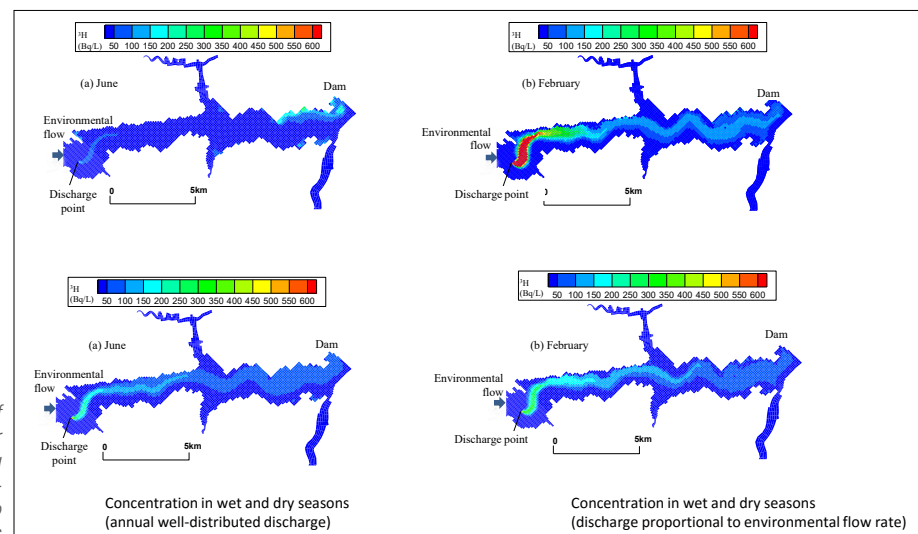 ³H
(Bq/L) 50 100 150 200 250 300 350 400 450 500 550 600
(a) June
Dam
Environmental
flow
Discharge
point
0 5km
³H
(Bq/L) 50 100 150 200 250 300 350 400 450 500 550 600
(b) February
Dam
Environmental
flow
Discharge point
0 5km
³H
(Bq/L) 50 100 150 200 250 300 350 400 450 500 550 600
(a) June
Dam
Environmental
flow
Discharge
point
0 5km
³H
(Bq/L) 50 100 150 200 250 300 350 400 450 500 550 600
(b) February
Dam
Environmental
flow
Discharge point
0 5km
Concentration in wet and dry seasons
(annual well-distributed discharge)
Concentration in wet and dry seasons
(discharge proportional to environmental flow rate)